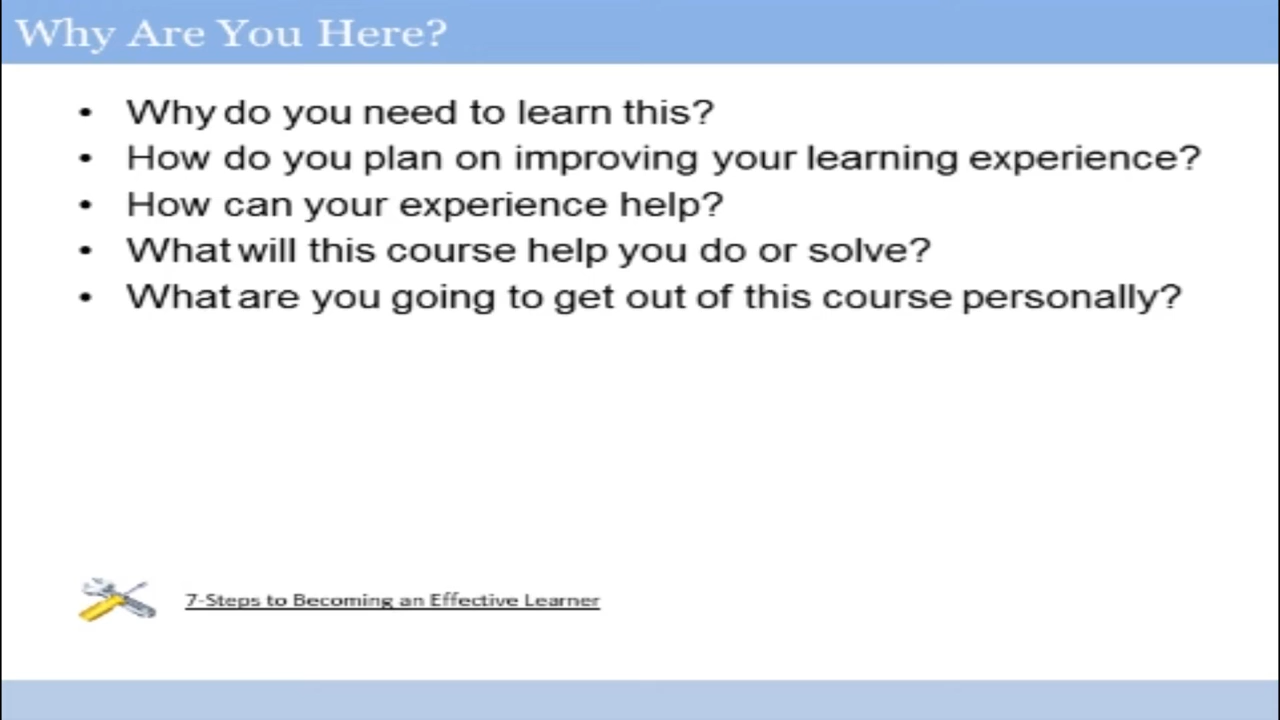 Why Are You Here?
• Why do you need to learn this?
• How do you plan on improving your learning experience?
• How can your experience help?
• What will this course help you do or solve?
• What are you going to get out of this course personally?
7-Steps to Becoming an Effective Learner